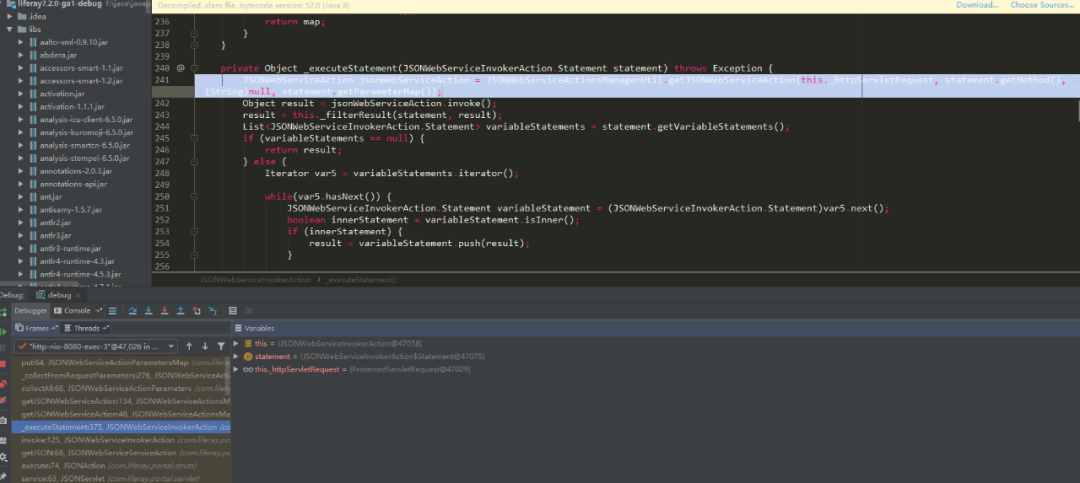 liferay7.2.0-ga1-debug F:\java\javap
Decompiled .class file, bytecode version: 52.0 (Java 8)
Download... Choose Sources...
.idea
libs
aalto-xml-0.9.10.jar
abdera.jar
accessors-smart-1.1.jar
accessors-smart-1.2.jar
activation.jar
activation-1.1.1.jar
analysis-icu-client-6.5.0.jar
analysis-kuromoji-6.5.0.jar
analysis-smartcn-6.5.0.jar
analysis-stempel-6.5.0.jar
annotations-2.0.3.jar
annotations-api.jar
ant.jar
antisamy-1.5.7.jar
antlr2.jar
antlr3.jar
antlr3-runtime.jar
antlr4-runtime-4.3.jar
antlr4-runtime-4.5.3.jar
236 return map;
237 }
238 }
240 @ private Object _executeStatement(JSONWebServiceInvokerAction.Statement statement) throws Exception {
241 JSONWebServiceAction jsonWebServiceAction = JSONWebServiceActionsManagerUtil.getJSONWebServiceAction(this._httpServletRequest, statement.getMethod(),
(String)null, statement.getParameterMap());
242 Object result = jsonWebServiceAction.invoke();
243 result = this._filterResult(statement, result);
244 List<JSONWebServiceInvokerAction.Statement> variableStatements = statement.getVariableStatements();
245 if (variableStatements == null) {
246 return result;
247 } else {
248 Iterator var5 = variableStatements.iterator();
249
250 while(var5.hasNext()) {
251 JSONWebServiceInvokerAction.Statement variableStatement = (JSONWebServiceInvokerAction.Statement)var5.next();
252 boolean innerStatement = variableStatement.isInner();
253 if (innerStatement) {
254 result = variableStatement.push(result);
255 }
256
JSONWebServiceInvokerAction › _executeStatement()
Debug: debug ×
Debugger Console
Frames Threads
"http-nio-8080-exec-3"@47,026 in ...
put:64, JSONWebServiceActionParametersMap (com.life
_collectFromRequestParameters:276, JSONWebServiceActi
collectAll:66, JSONWebServiceActionParameters (com.life
getJSONWebServiceAction:134, JSONWebServiceActionsM
getJSONWebServiceAction:48, JSONWebServiceActionsMa
_executeStatement:375, JSONWebServiceInvokerAction (co
invoke:125, JSONWebServiceInvokerAction (com.liferay.po
getJSON:68, JSONWebServiceServiceAction (com.liferay.po
execute:74, JSONAction (com.liferay.portal.struts)
service:63, JSONServlet (com.liferay.portal.servlet)
Variables
this = {JSONWebServiceInvokerAction@47058}
statement = {JSONWebServiceInvokerAction$Statement@47075}
this._httpServletRequest = {ProtectedServletRequest@47029}